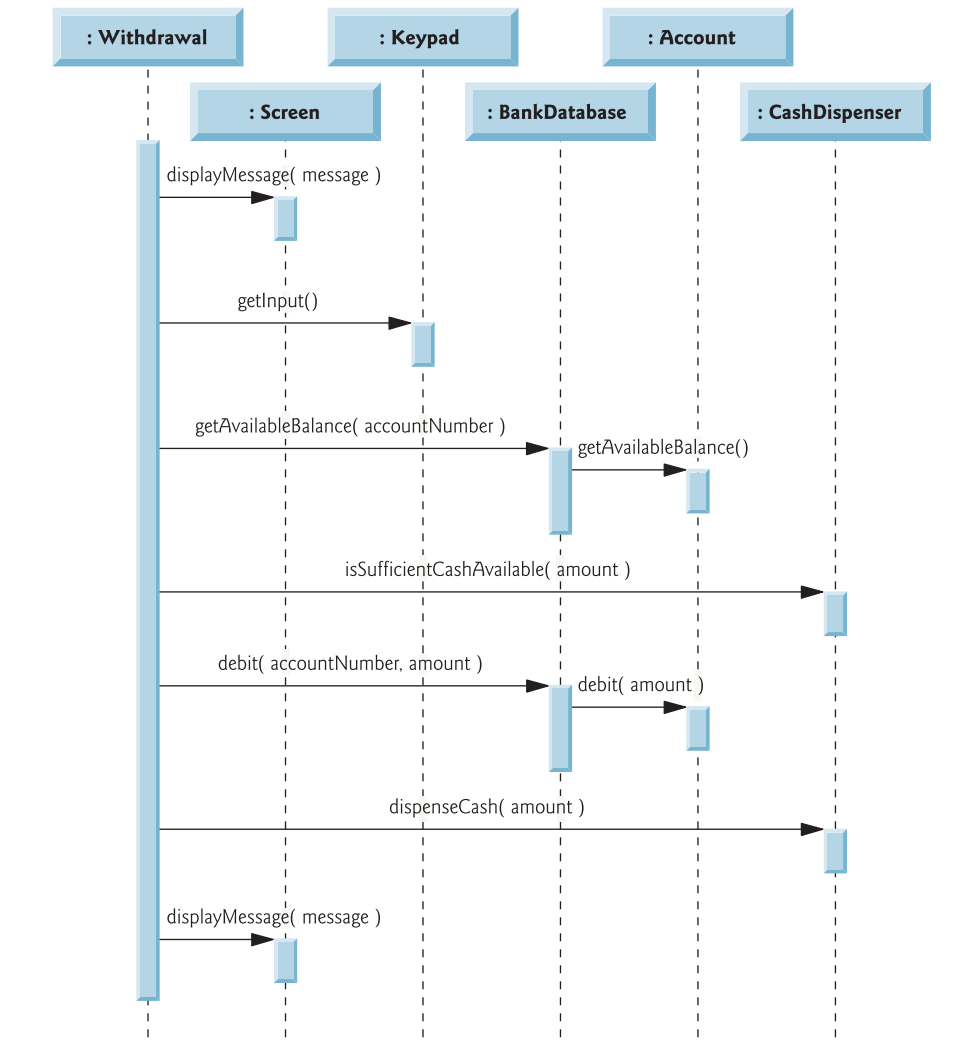 : Withdrawal
: Keypad
: Account
: Screen
: BankDatabase
: CashDispenser
displayMessage( message )
getInput()
getAvailableBalance( accountNumber )
getAvailableBalance()
isSufficientCashAvailable( amount )
debit( accountNumber, amount )
debit( amount )
dispenseCash( amount )
displayMessage( message )